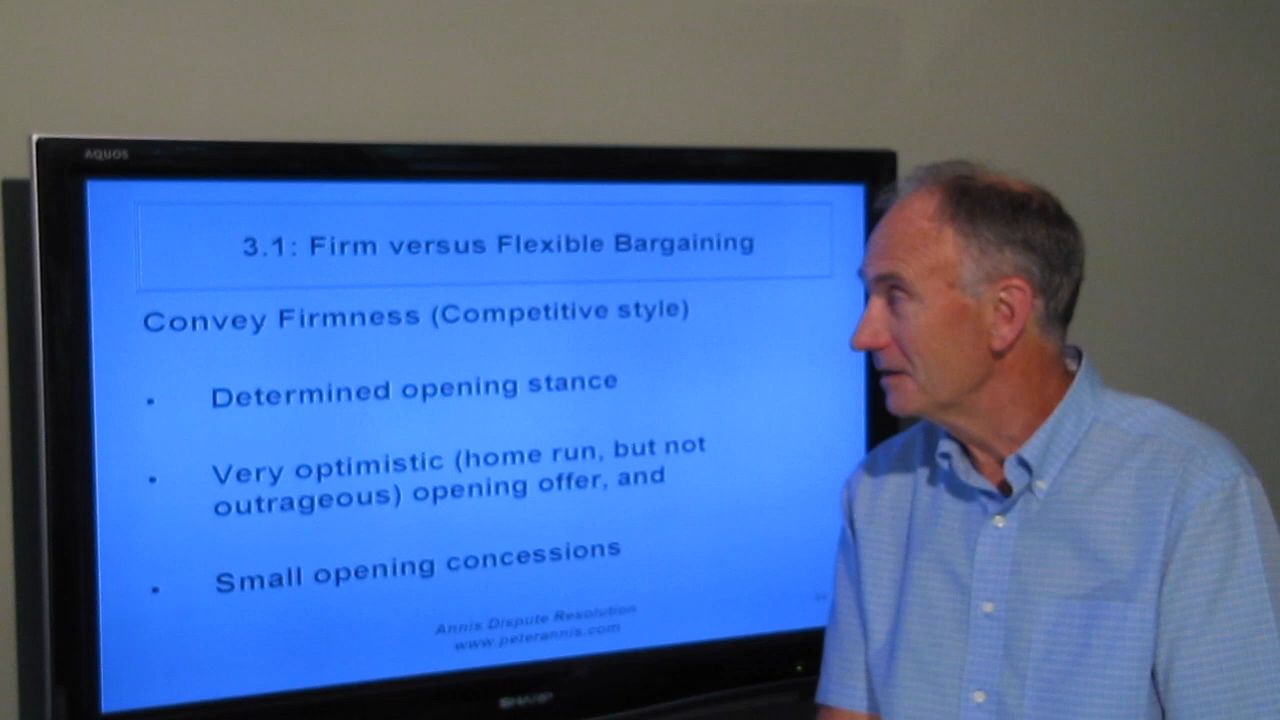 AQUOS
3.1: Firm versus Flexible Bargaining
Convey Firmness (Competitive style)
• Determined opening stance
• Very optimistic (home run, but not
outrageous) opening offer, and
• Small opening concessions
Annis Dispute Resolution
www.peterannis.com
SHARP